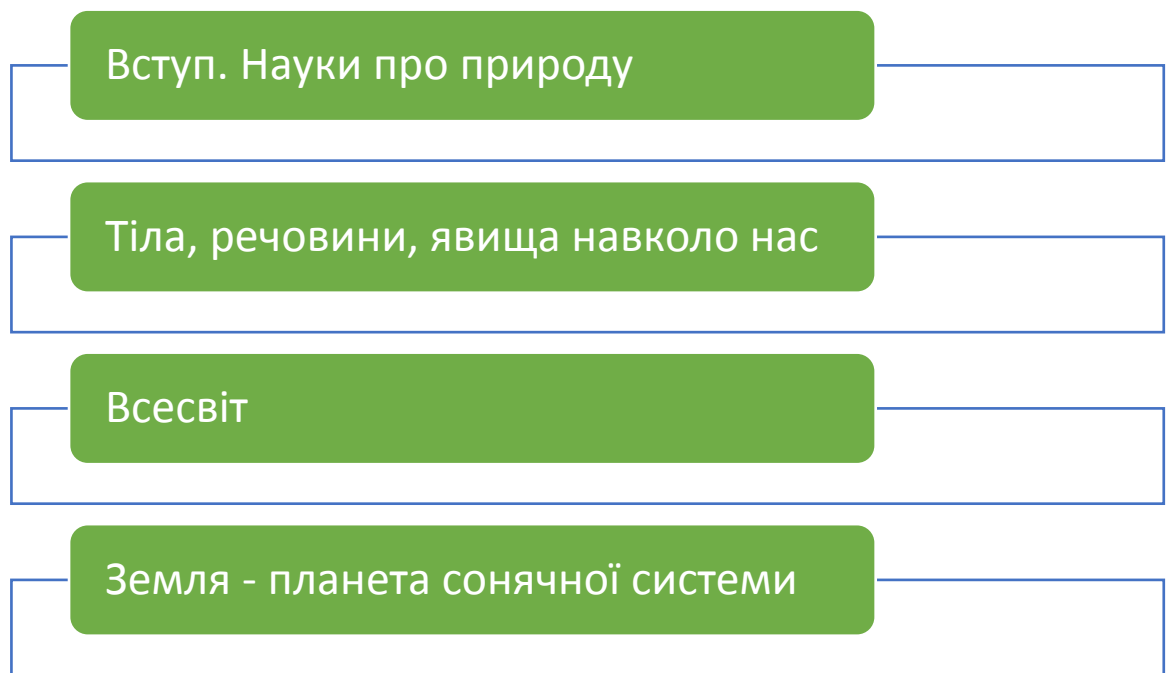 Вступ. Науки про природу
Тіла, речовини, явища навколо нас
Всесвіт
Земля - планета сонячної системи